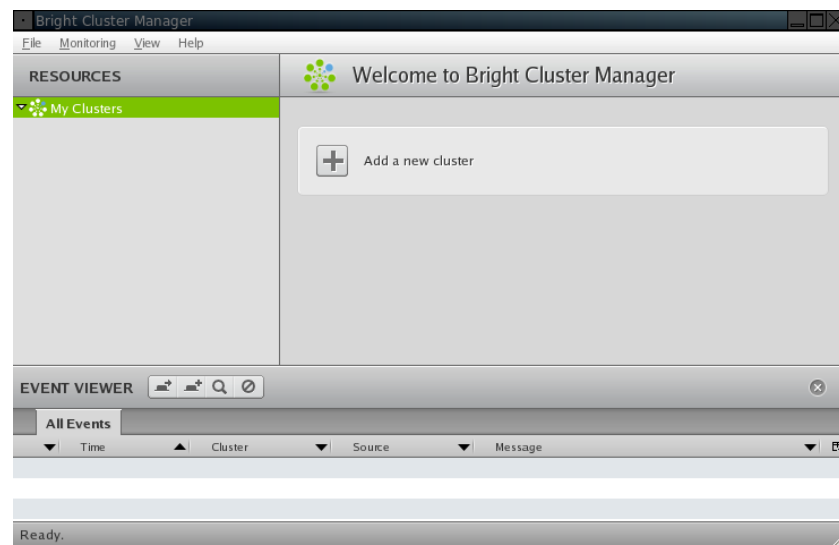 Bright Cluster Manager
File Monitoring View Help
RESOURCES
Welcome to Bright Cluster Manager
My Clusters
Add a new cluster
EVENT VIEWER
All Events
Time Cluster Source Message
Ready.